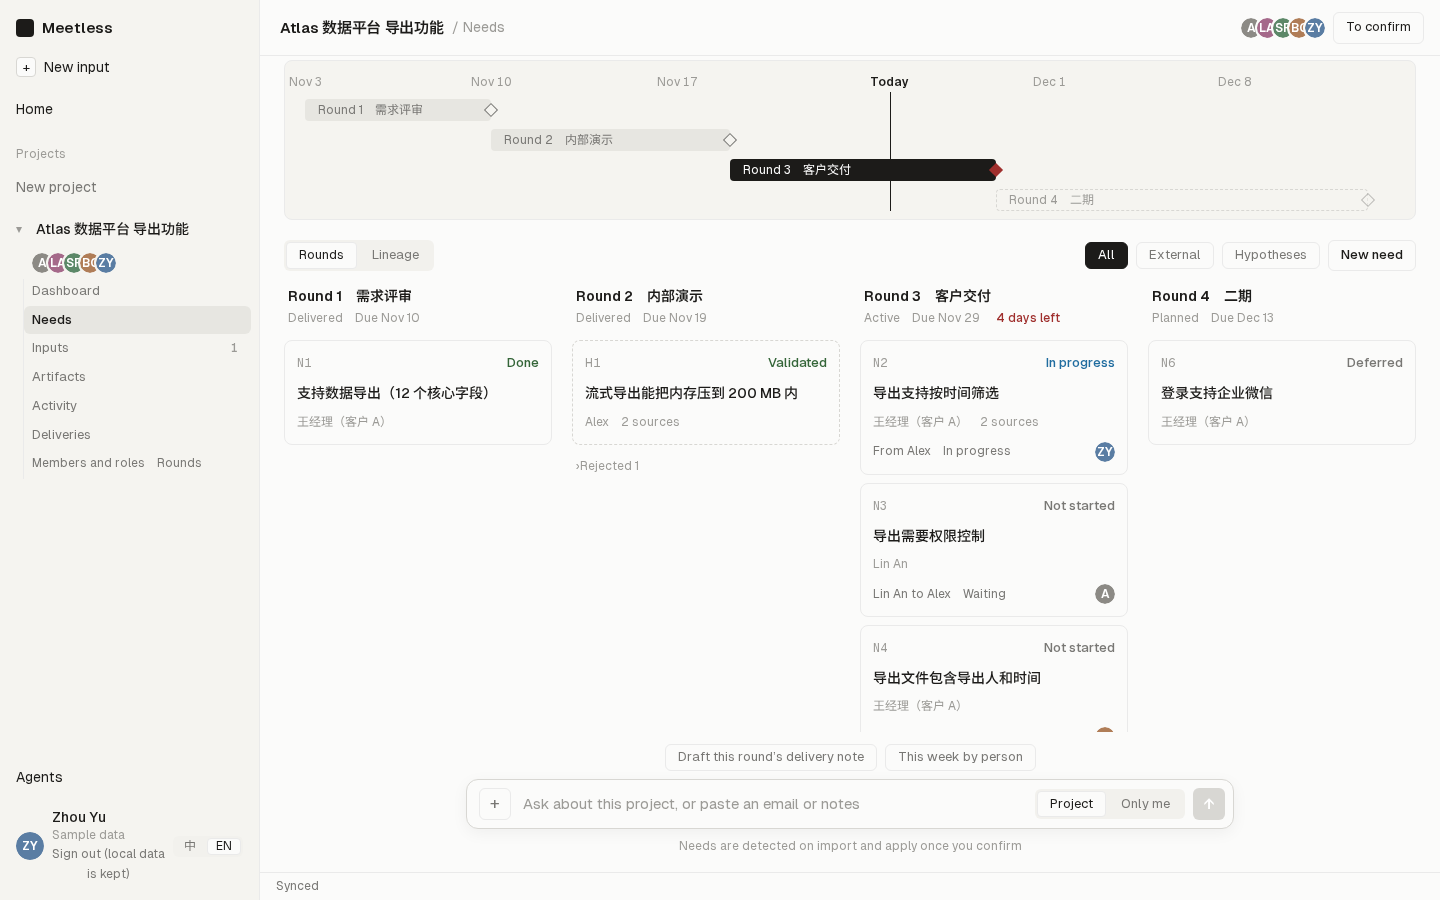 Meetless
+ New input
Home
Projects
New project
Atlas 数据平台 导出功能
A LA SF BC ZY
Dashboard
Needs
Inputs 1
Artifacts
Activity
Deliveries
Members and roles Rounds
Agents
Zhou Yu
ZY
Sample data
Sign out (local data is kept)
中 EN
Atlas 数据平台 导出功能 / Needs
A LA ZY
To confirm
Nov 3 Nov 10 Nov 17 Today Dec 1 Dec 8
Round 1 需求评审
Round 2 内部演示
Round 3 客户交付
Round 4 二期
Rounds Lineage
All External Hypotheses New need
Round 1 需求评审
Delivered Due Nov 10
N1 Done
支持数据导出（12 个核心字段）
王经理（客户 A）
Round 2 内部演示
Delivered Due Nov 19
H1 Validated
流式导出能把内存压到 200 MB 内
Alex 2 sources
›Rejected 1
Round 3 客户交付
Active Due Nov 29 4 days left
N2 In progress
导出支持按时间筛选
王经理（客户 A） 2 sources
From Alex In progress ZY
N3 Not started
导出需要权限控制
Lin An
Lin An to Alex Waiting A
N4 Not started
导出文件包含导出人和时间
王经理（客户 A）
Round 4 二期
Planned Due Dec 13
N6 Deferred
登录支持企业微信
王经理（客户 A）
Draft this round's delivery note
This week by person
+ Ask about this project, or paste an email or notes
Project Only me
Needs are detected on import and apply once you confirm
Synced